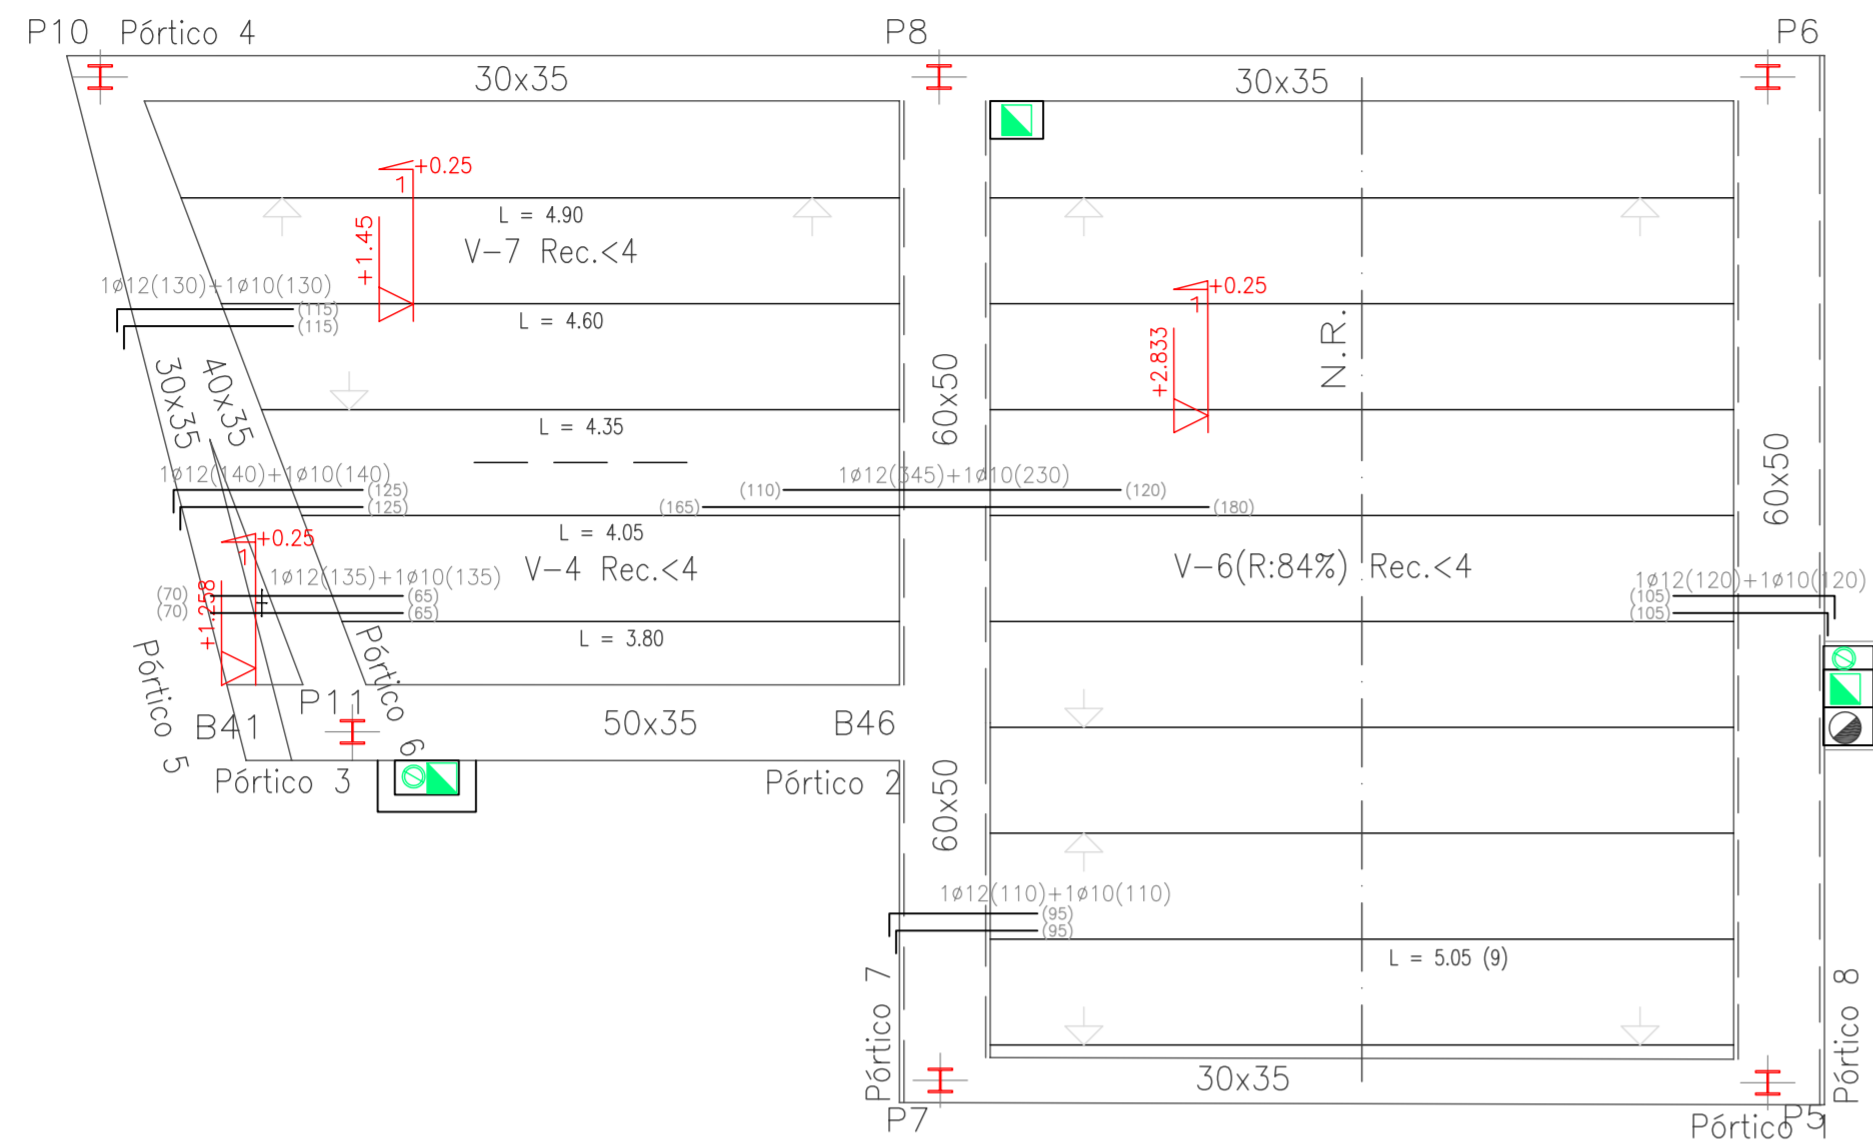 P10 Pórtico 4
P8
P6
30x35
30x35
+0.25
1
+1.45
L = 4.90
V-7 Rec.<4
1ø12(130)+1ø10(130)
(115)
(115)
L = 4.60
+0.25
1
+2.833
N.R.
30x35
40x35
60x50
60x50
L = 4.35
1ø12(140)+1ø10(140)
(125)
(125)
1ø12(345)+1ø10(230)
(110)
(120)
(165)
(180)
L = 4.05
+0.25
1
+1.258
V-4 Rec.<4
V-6(R:84%) Rec.<4
1ø12(135)+1ø10(135)
(70)
(65)
(70)
(65)
1ø12(120)+1ø10(120)
(105)
(105)
L = 3.80
Pórtico 5
Pórtico 6
P11
B41
50x35
B46
Pórtico 3
Pórtico 2
60x50
1ø12(110)+1ø10(110)
(95)
(95)
L = 5.05 (9)
Pórtico 7
Pórtico 8
30x35
P7
P5
Pórtico 1